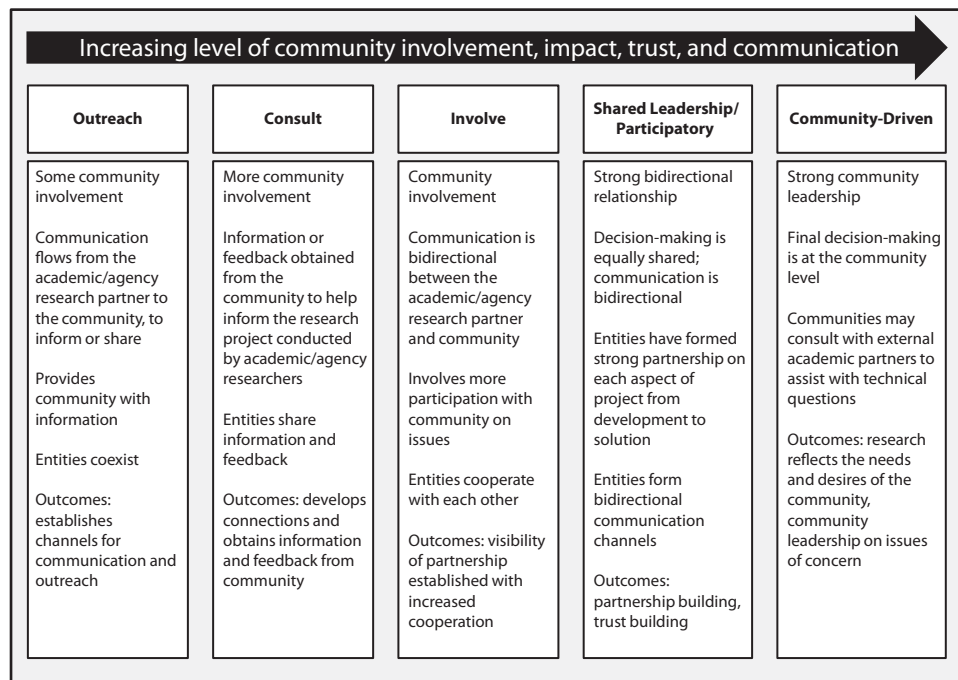 Increasing level of community involvement, impact, trust, and communication
Outreach
Some community
involvement
Communication
flows from the
academic/agency
research partner to
the community, to
inform or share
Provides
community with
information
Entities coexist
Outcomes:
establishes
channels for
communication and
outreach
Consult
More community
involvement
Information or
feedback obtained
from the
community to help
inform the research
project conducted
by academic/agency
researchers
Entities share
information and
feedback
Outcomes: develops
connections and
obtains information
and feedback from
community
Involve
Community
involvement
Communication is
bidirectional
between the
academic/agency
research partner
and community
Involves more
participation with
community on
issues
Entities cooperate
with each other
Outcomes: visibility
of partnership
established with
increased
cooperation
Shared Leadership/
Participatory
Strong bidirectional
relationship
Decision-making is
equally shared;
communication is
bidirectional
Entities have formed
strong partnership on
each aspect of
project from
development to
solution
Entities form
bidirectional
communication
channels
Outcomes:
partnership building,
trust building
Community-Driven
Strong community
leadership
Final decision-making
is at the community
level
Communities may
consult with external
academic partners to
assist with technical
questions
Outcomes: research
reflects the needs
and desires of the
community,
community
leadership on issues
of concern